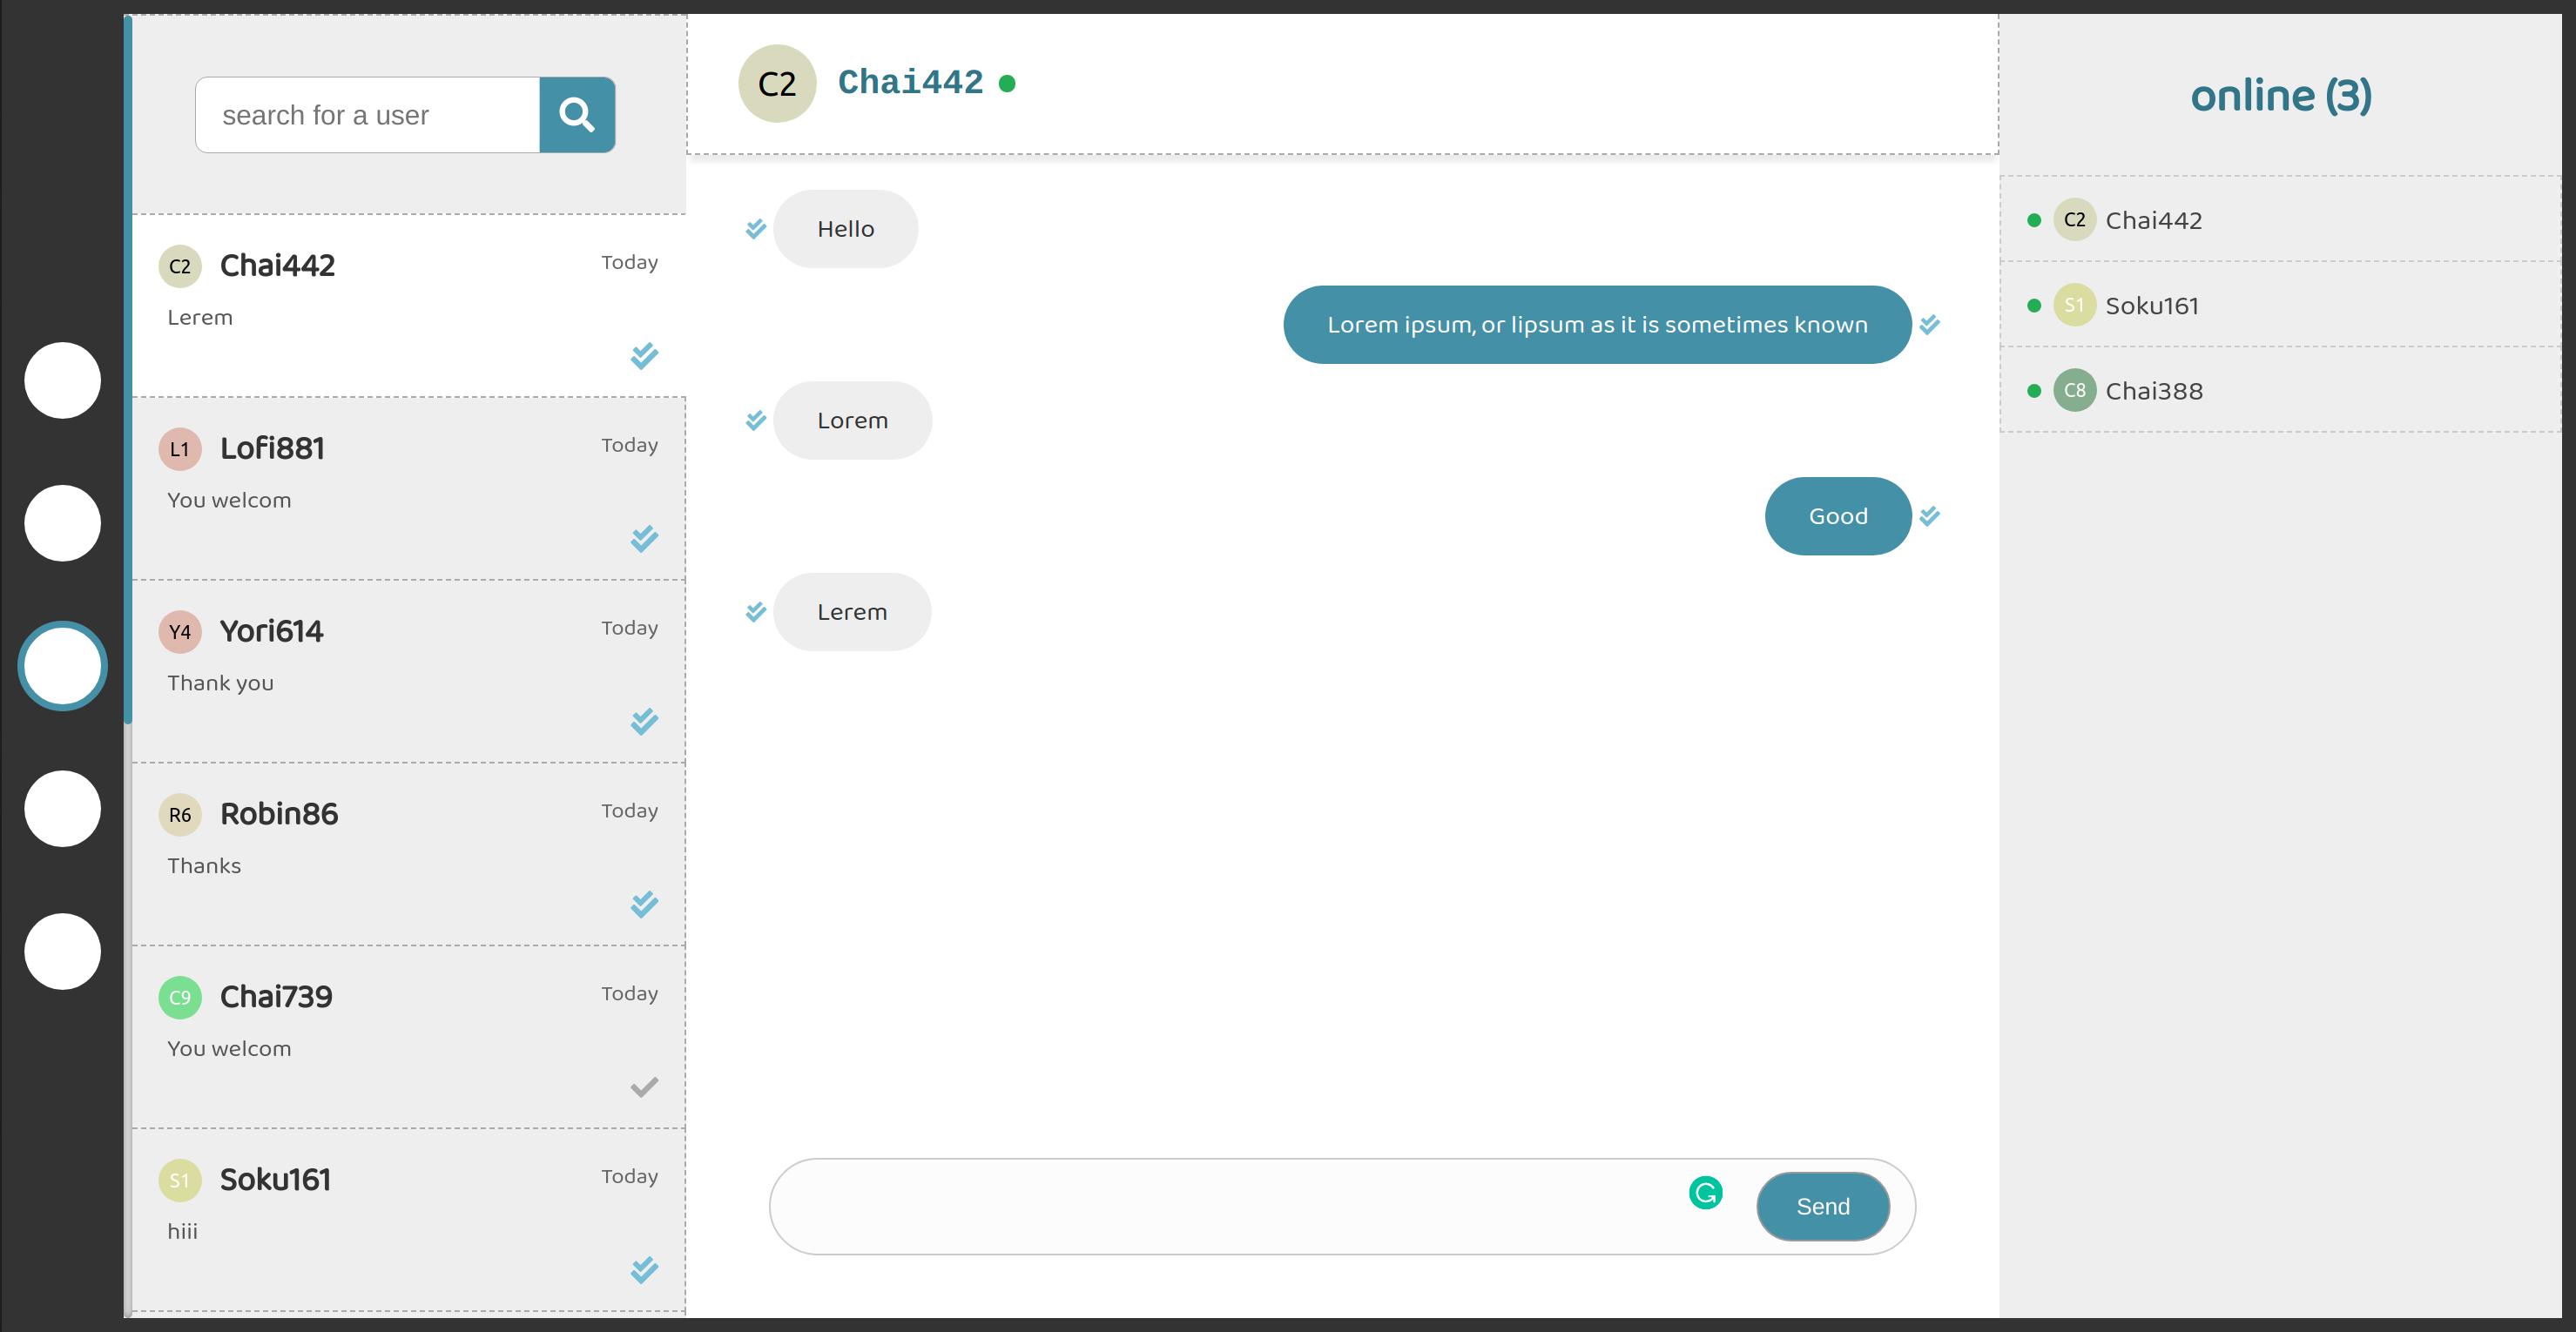 search for a user
C2 Chai442 Today
Lerem
L1 Lofi881 Today
You welcom
Y4 Yori614 Today
Thank you
R6 Robin86 Today
Thanks
C9 Chai739 Today
You welcom
S1 Soku161 Today
hiii
C2 Chai442
Hello
Lorem ipsum, or lipsum as it is sometimes known
Lorem
Good
Lerem
Send
online (3)
C2 Chai442
S1 Soku161
C8 Chai388